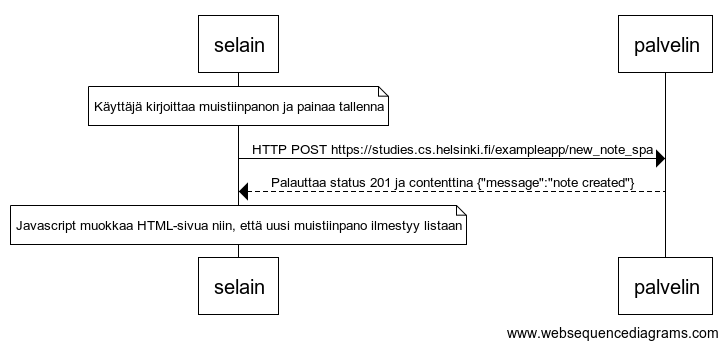 selain
palvelin
Käyttäjä kirjoittaa muistiinpanon ja painaa tallenna
HTTP POST https://studies.cs.helsinki.fi/exampleapp/new_note_spa
Palauttaa status 201 ja contenttina {"message":"note created"}
Javascript muokkaa HTML-sivua niin, että uusi muistiinpano ilmestyy listaan
selain
palvelin
www.websequencediagrams.com